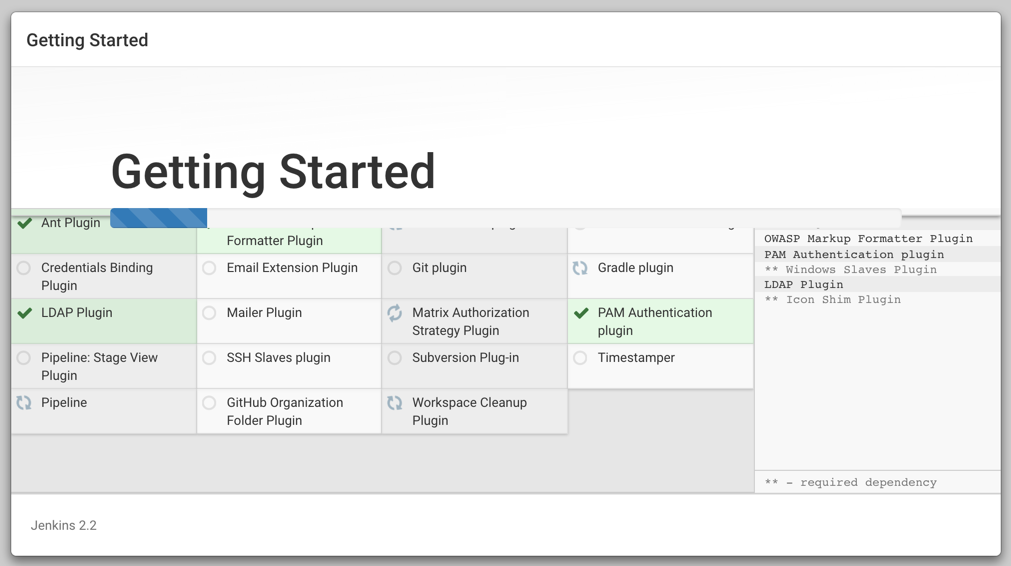 Getting Started
Getting Started
Ant Plugin
Formatter Plugin
Credentials Binding
Plugin
Email Extension Plugin
Git plugin
Gradle plugin
LDAP Plugin
Mailer Plugin
Matrix Authorization
Strategy Plugin
PAM Authentication
plugin
Pipeline: Stage View
Plugin
SSH Slaves plugin
Subversion Plug-in
Timestamper
Pipeline
GitHub Organization
Folder Plugin
Workspace Cleanup
Plugin
OWASP Markup Formatter Plugin
PAM Authentication plugin
** Windows Slaves Plugin
LDAP Plugin
** Icon Shim Plugin
** - required dependency
Jenkins 2.2